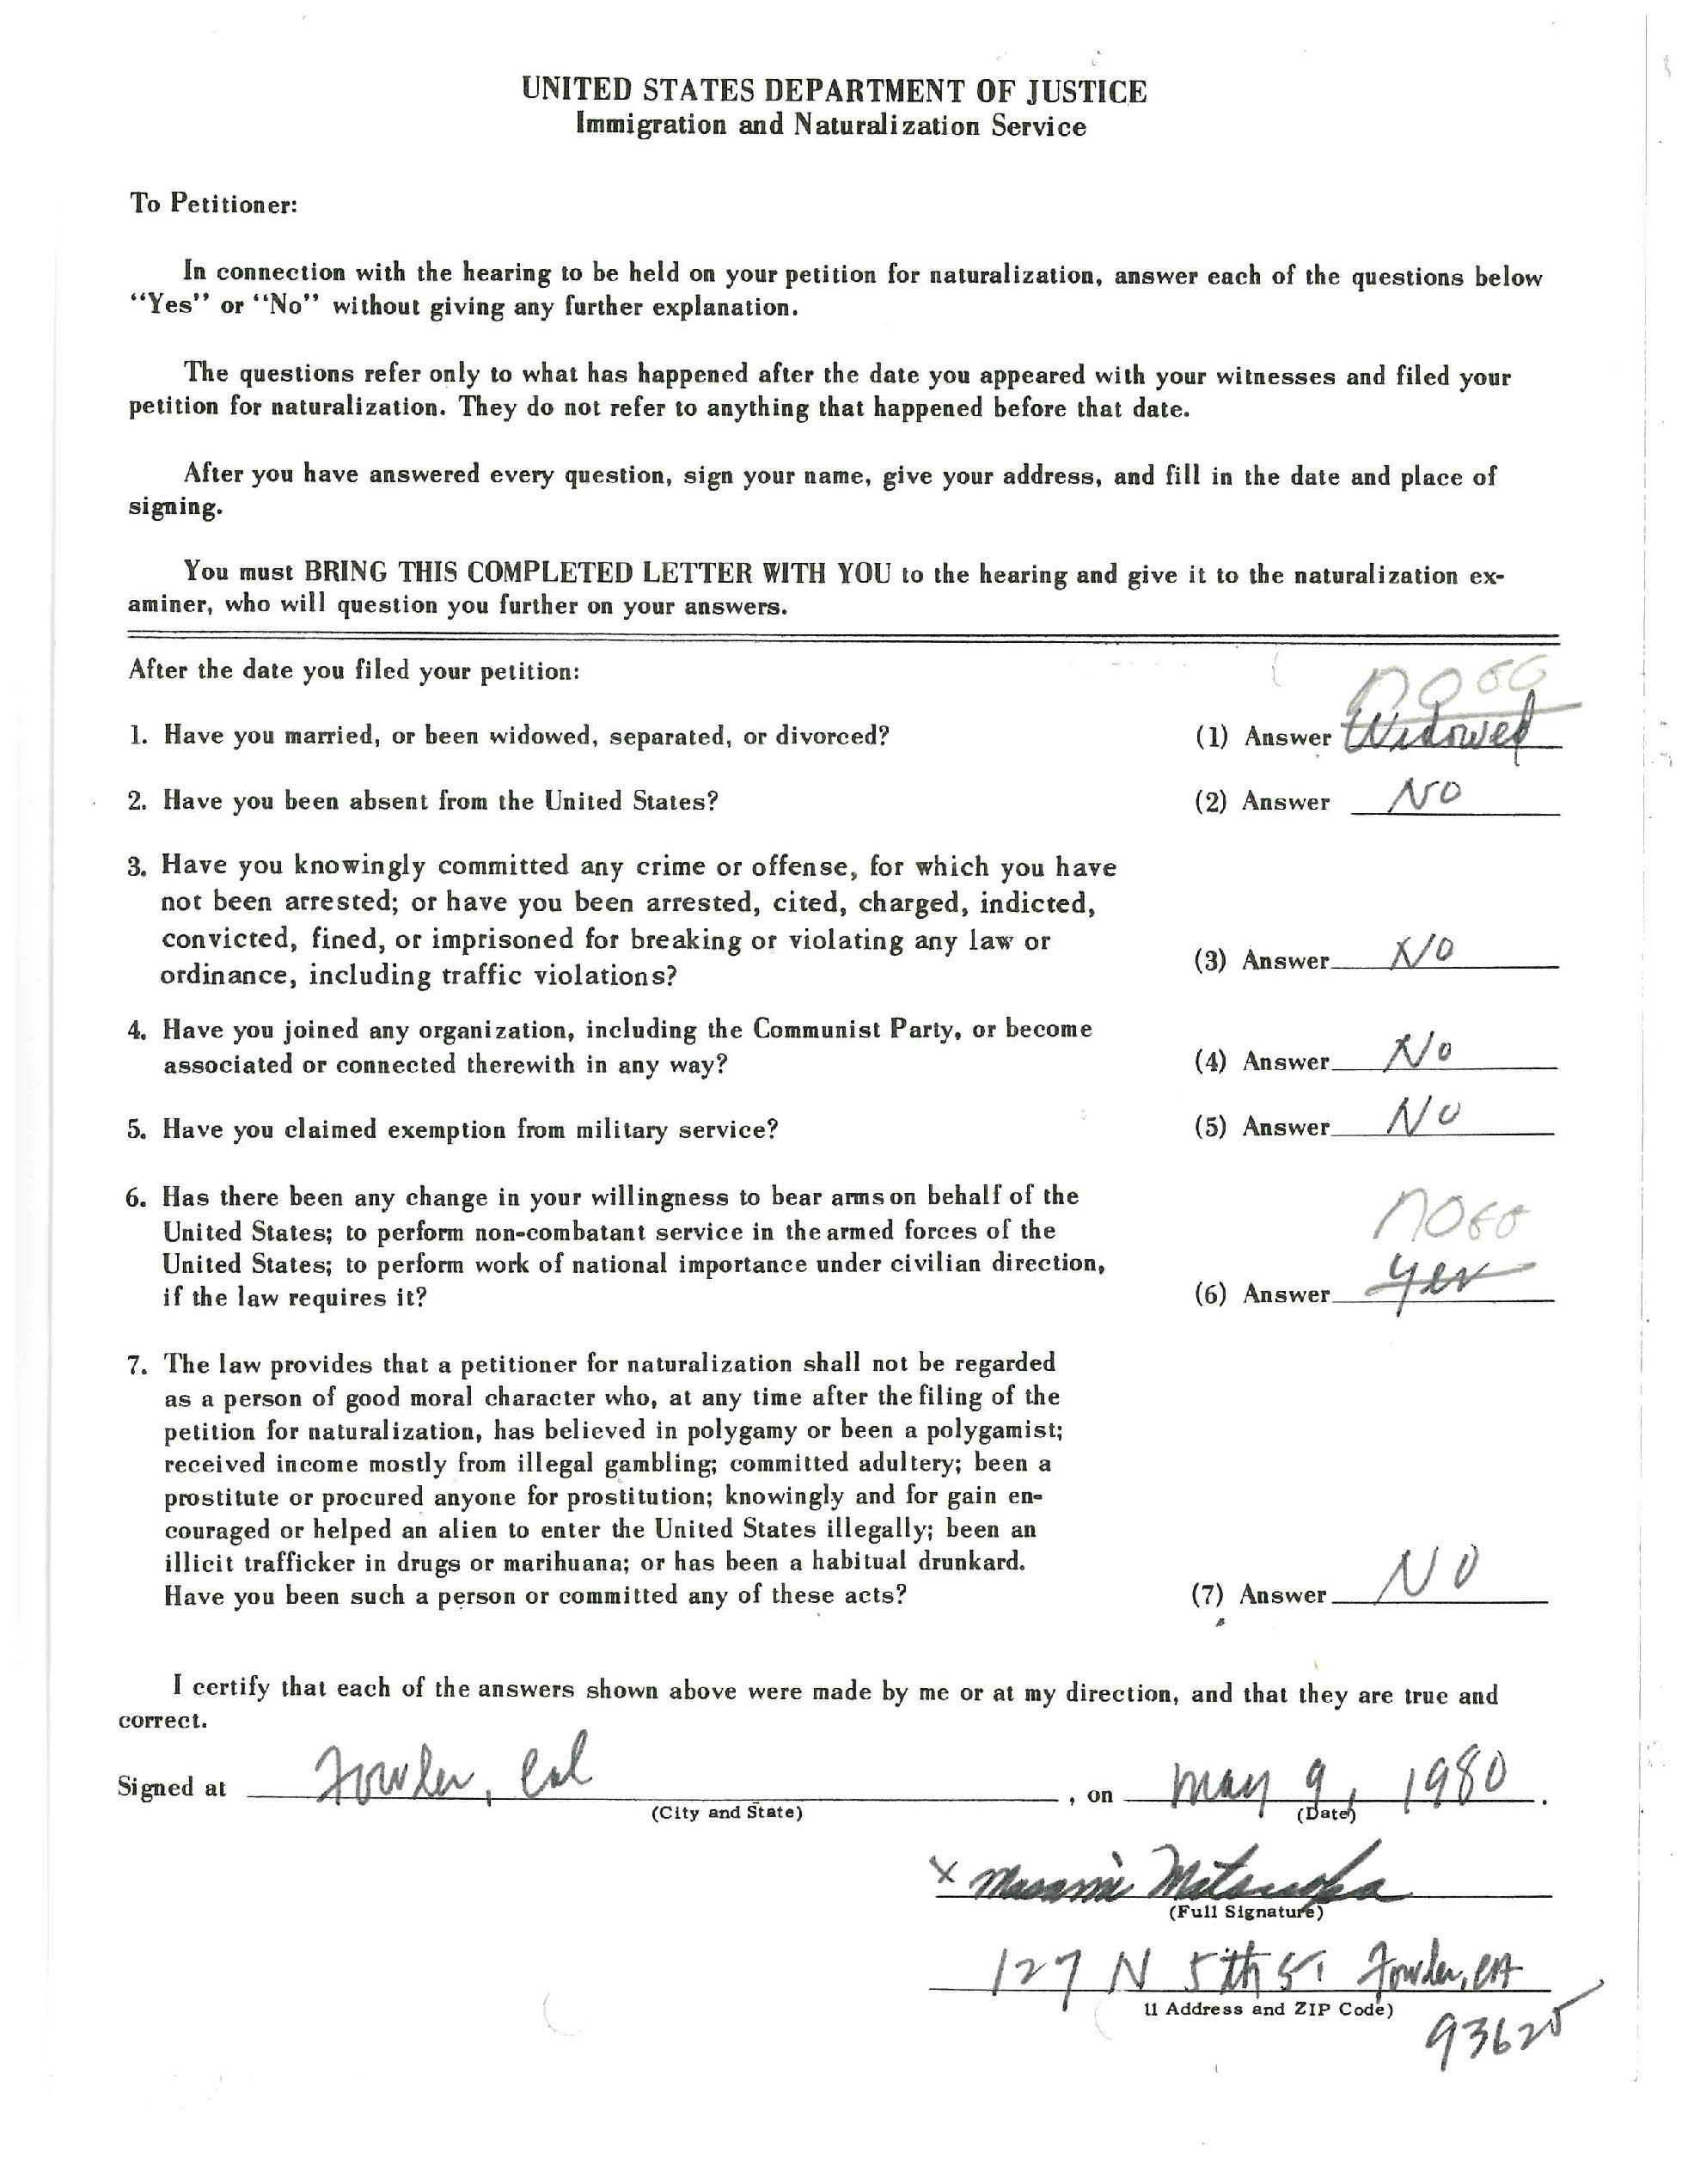 UNITED STATES DEPARTMENT OF JUSTICE
Immigration and Naturalization Service
To Petitioner:
In connection with the hearing to be held on your petition for naturalization, answer each of the questions below
“Yes” or “No” without giving any further explanation.
The questions refer only to what has happened after the date you appeared with your witnesses and filed your
petition for naturalization. They do not refer to anything that happened before that date.
After you have answered every question, sign your name, give your address, and fill in the date and place of
signing.
You must BRING THIS COMPLETED LETTER WITH YOU to the hearing and give it to the naturalization ex-
aminer, who will question you further on your answers.
After the date you filed your petition:
no
1. Have you married, or been widowed, separated, or divorced? (1) Answer Widowed
2. Have you been absent from the United States? (2) Answer NO
3. Have you knowingly committed any crime or offense, for which you have
not been arrested; or have you been arrested, cited, charged, indicted,
convicted, fined, or imprisoned for breaking or violating any law or
ordinance, including traffic violations? (3) Answer NO
4. Have you joined any organization, including the Communist Party, or become
associated or connected therewith in any way? (4) Answer No
5. Have you claimed exemption from military service? (5) Answer NO
6. Has there been any change in your willingness to bear arms on behalf of the
United States; to perform non-combatant service in the armed forces of the
no
United States; to perform work of national importance under civilian direction,
if the law requires it? (6) Answer yes
7. The law provides that a petitioner for naturalization shall not be regarded
as a person of good moral character who, at any time after the filing of the
petition for naturalization, has believed in polygamy or been a polygamist;
received income mostly from illegal gambling; committed adultery; been a
prostitute or procured anyone for prostitution; knowingly and for gain en-
couraged or helped an alien to enter the United States illegally; been an
illicit trafficker in drugs or marihuana; or has been a habitual drunkard.
Have you been such a person or committed any of these acts? (7) Answer NO
I certify that each of the answers shown above were made by me or at my direction, and that they are true and
correct.
Signed at Fowler, Cal , on May 9, 1980 .
(City and State) (Date)
x Masami Matsuoka
(Full Signature)
127 N 5th St Fowler, CA
ll Address and ZIP Code)
93625